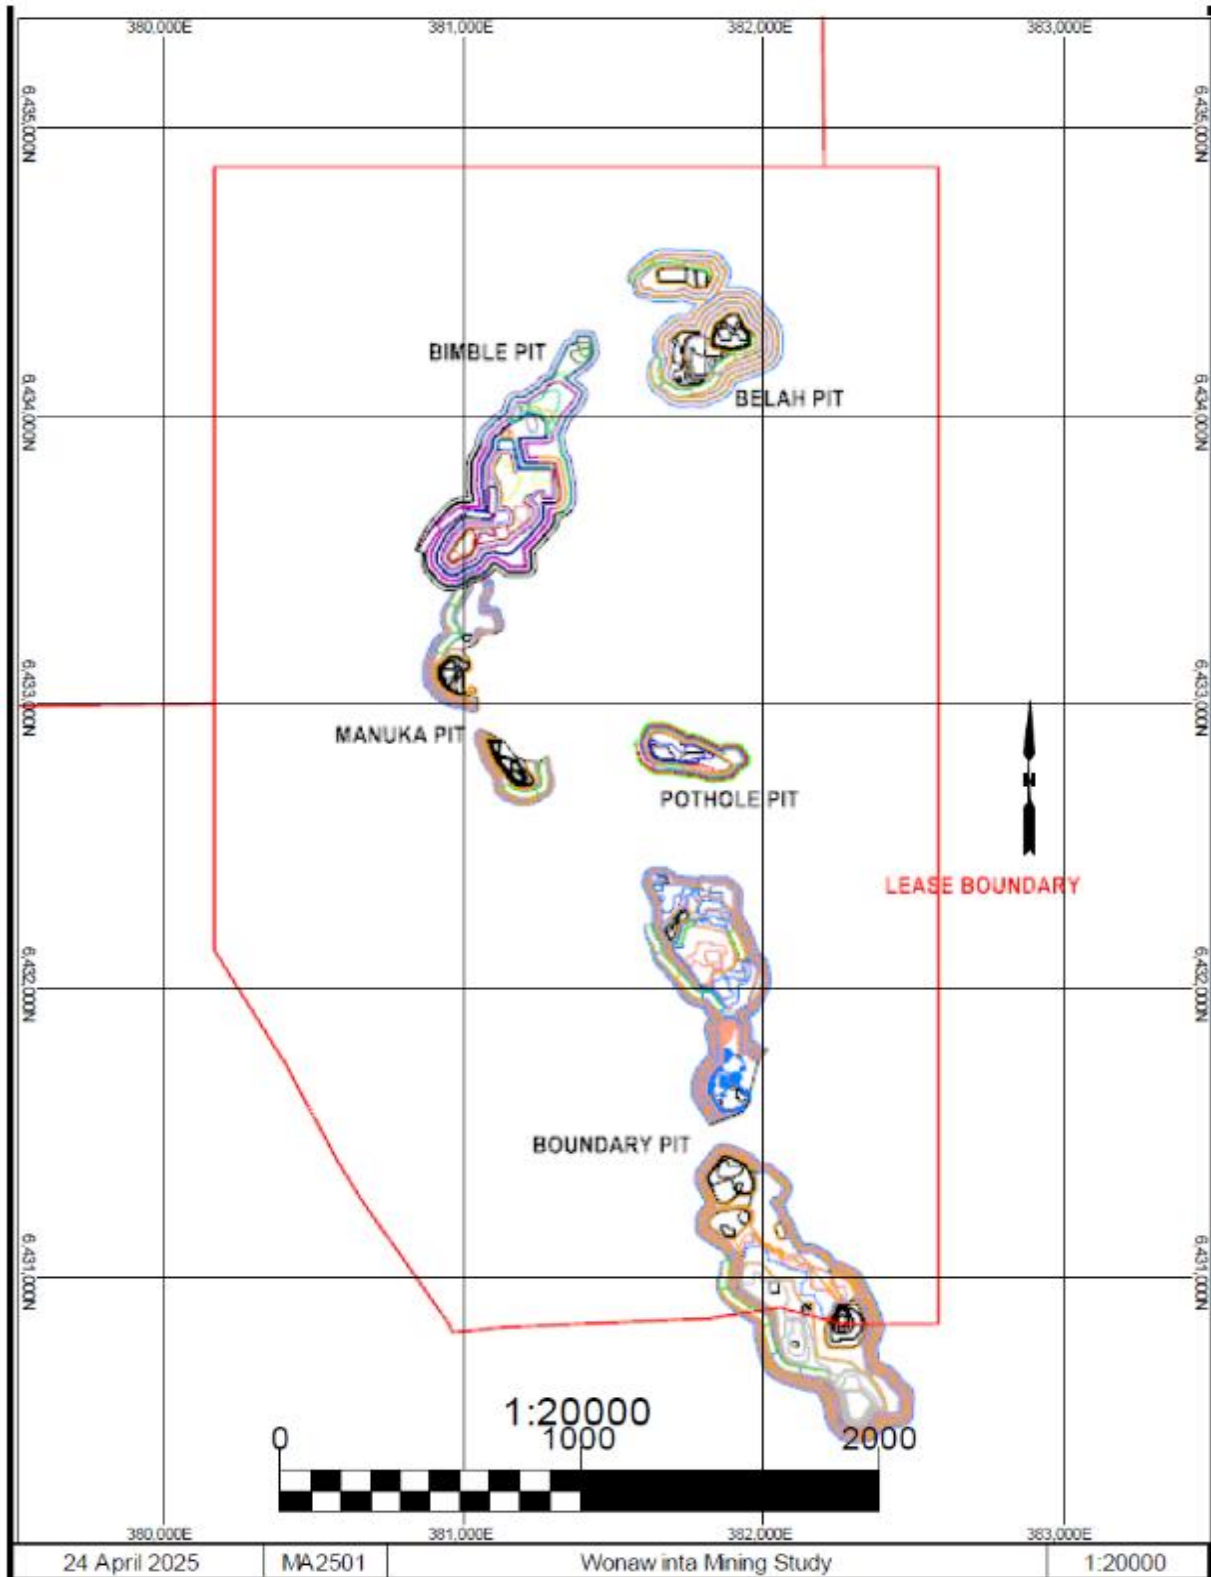 380,000E 381,000E 382,000E 383,000E
6,435,000N 6,435,000N
BIMBLE PIT
BELAH PIT
6,434,000N 6,434,000N
6,433,000N 6,433,000N
MANUKA PIT
POTHOLE PIT
N
LEASE BOUNDARY
6,432,000N 6,432,000N
BOUNDARY PIT
6,431,000N 6,431,000N
1:20000
0 1000 2000
380,000E 381,000E 382,000E 383,000E
24 April 2025 MA2501 Wonawinta Mining Study 1:20000